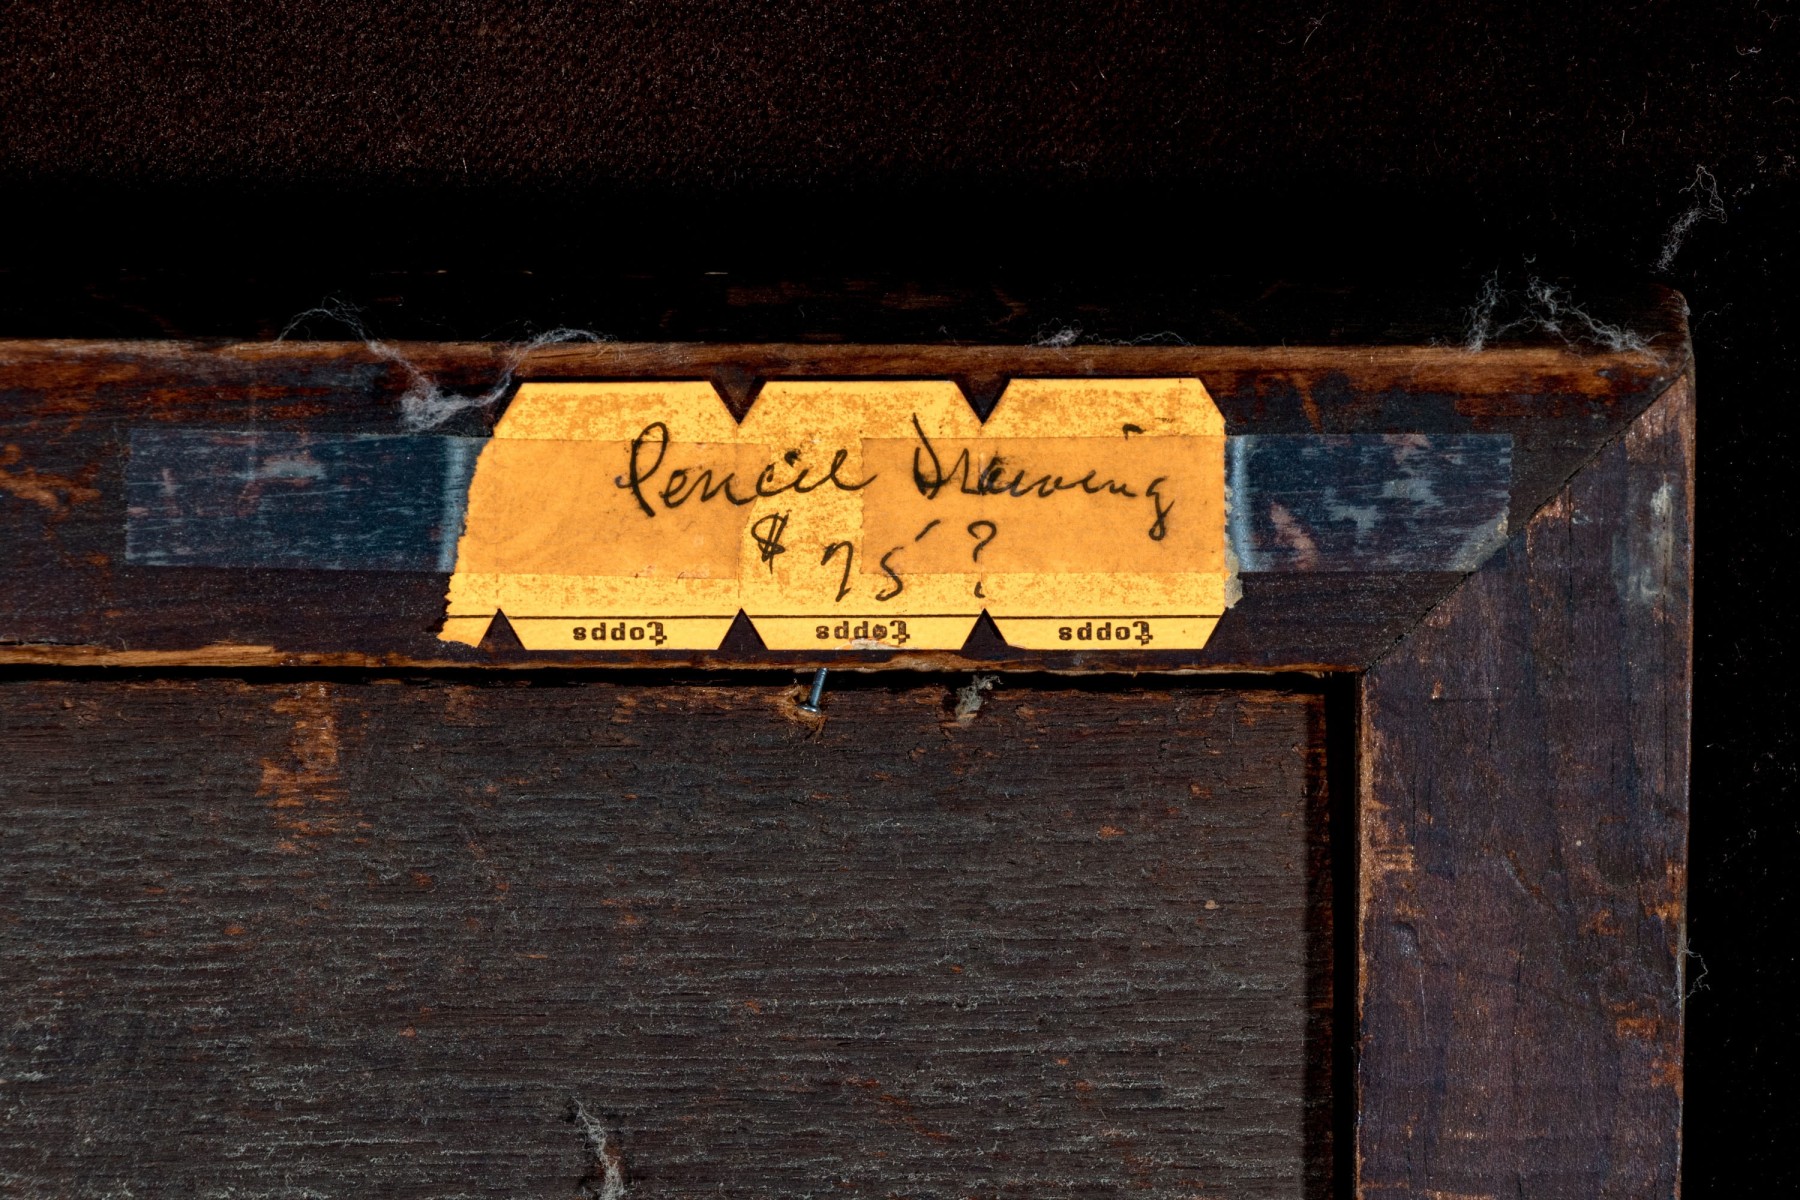 Pencil Drawing
$ 75 ?
topps topps topps